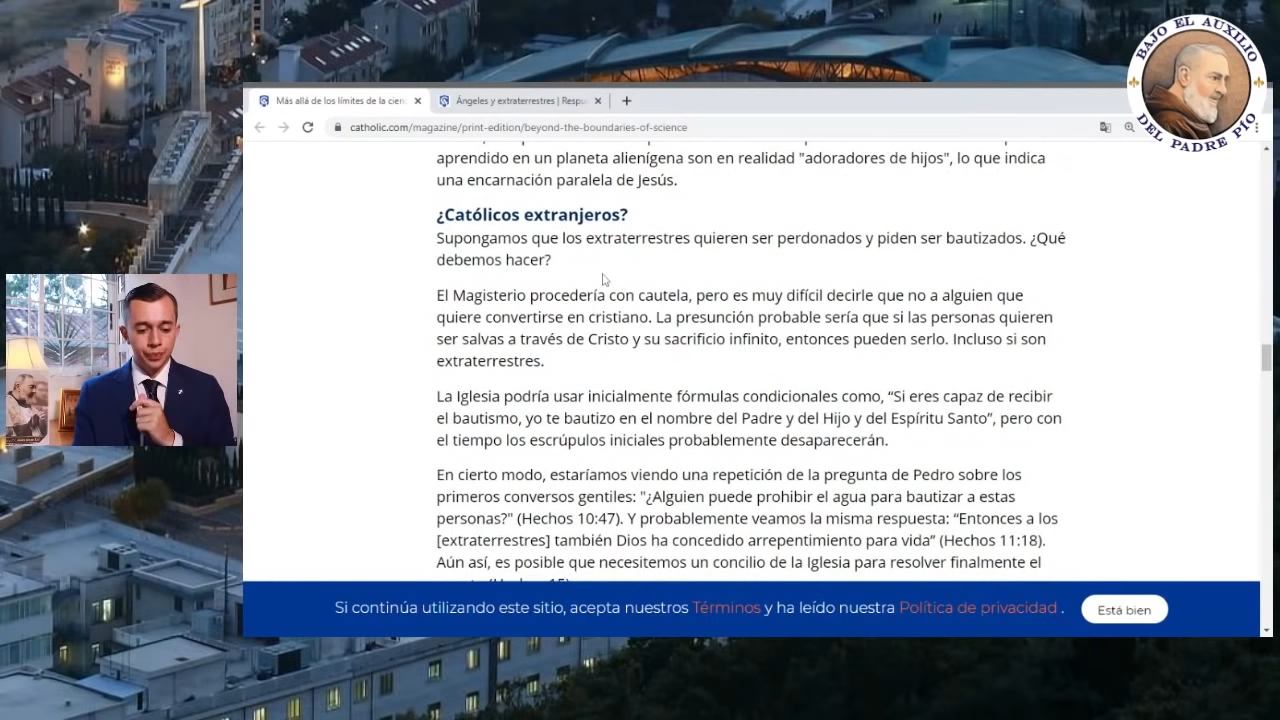 BAJO EL AUXILIO
DEL PADRE PIO
Más allá de los límites de la cien
Ángeles y extraterrestres | Respu
catholic.com/magazine/print-edition/beyond-the-boundaries-of-science
aprendido en un planeta alienígena son en realidad "adoradores de hijos", lo que indica
una encarnación paralela de Jesús.
¿Católicos extranjeros?
Supongamos que los extraterrestres quieren ser perdonados y piden ser bautizados. ¿Qué
debemos hacer?
El Magisterio procedería con cautela, pero es muy difícil decirle que no a alguien que
quiere convertirse en cristiano. La presunción probable sería que si las personas quieren
ser salvas a través de Cristo y su sacrificio infinito, entonces pueden serlo. Incluso si son
extraterrestres.
La Iglesia podría usar inicialmente fórmulas condicionales como, “Si eres capaz de recibir
el bautismo, yo te bautizo en el nombre del Padre y del Hijo y del Espíritu Santo”, pero con
el tiempo los escrúpulos iniciales probablemente desaparecerán.
En cierto modo, estaríamos viendo una repetición de la pregunta de Pedro sobre los
primeros conversos gentiles: "¿Alguien puede prohibir el agua para bautizar a estas
personas?" (Hechos 10:47). Y probablemente veamos la misma respuesta: “Entonces a los
[extraterrestres] también Dios ha concedido arrepentimiento para vida” (Hechos 11:18).
Aún así, es posible que necesitemos un concilio de la Iglesia para resolver finalmente el
Si continúa utilizando este sitio, acepta nuestros Términos y ha leído nuestra Política de privacidad .
Está bien